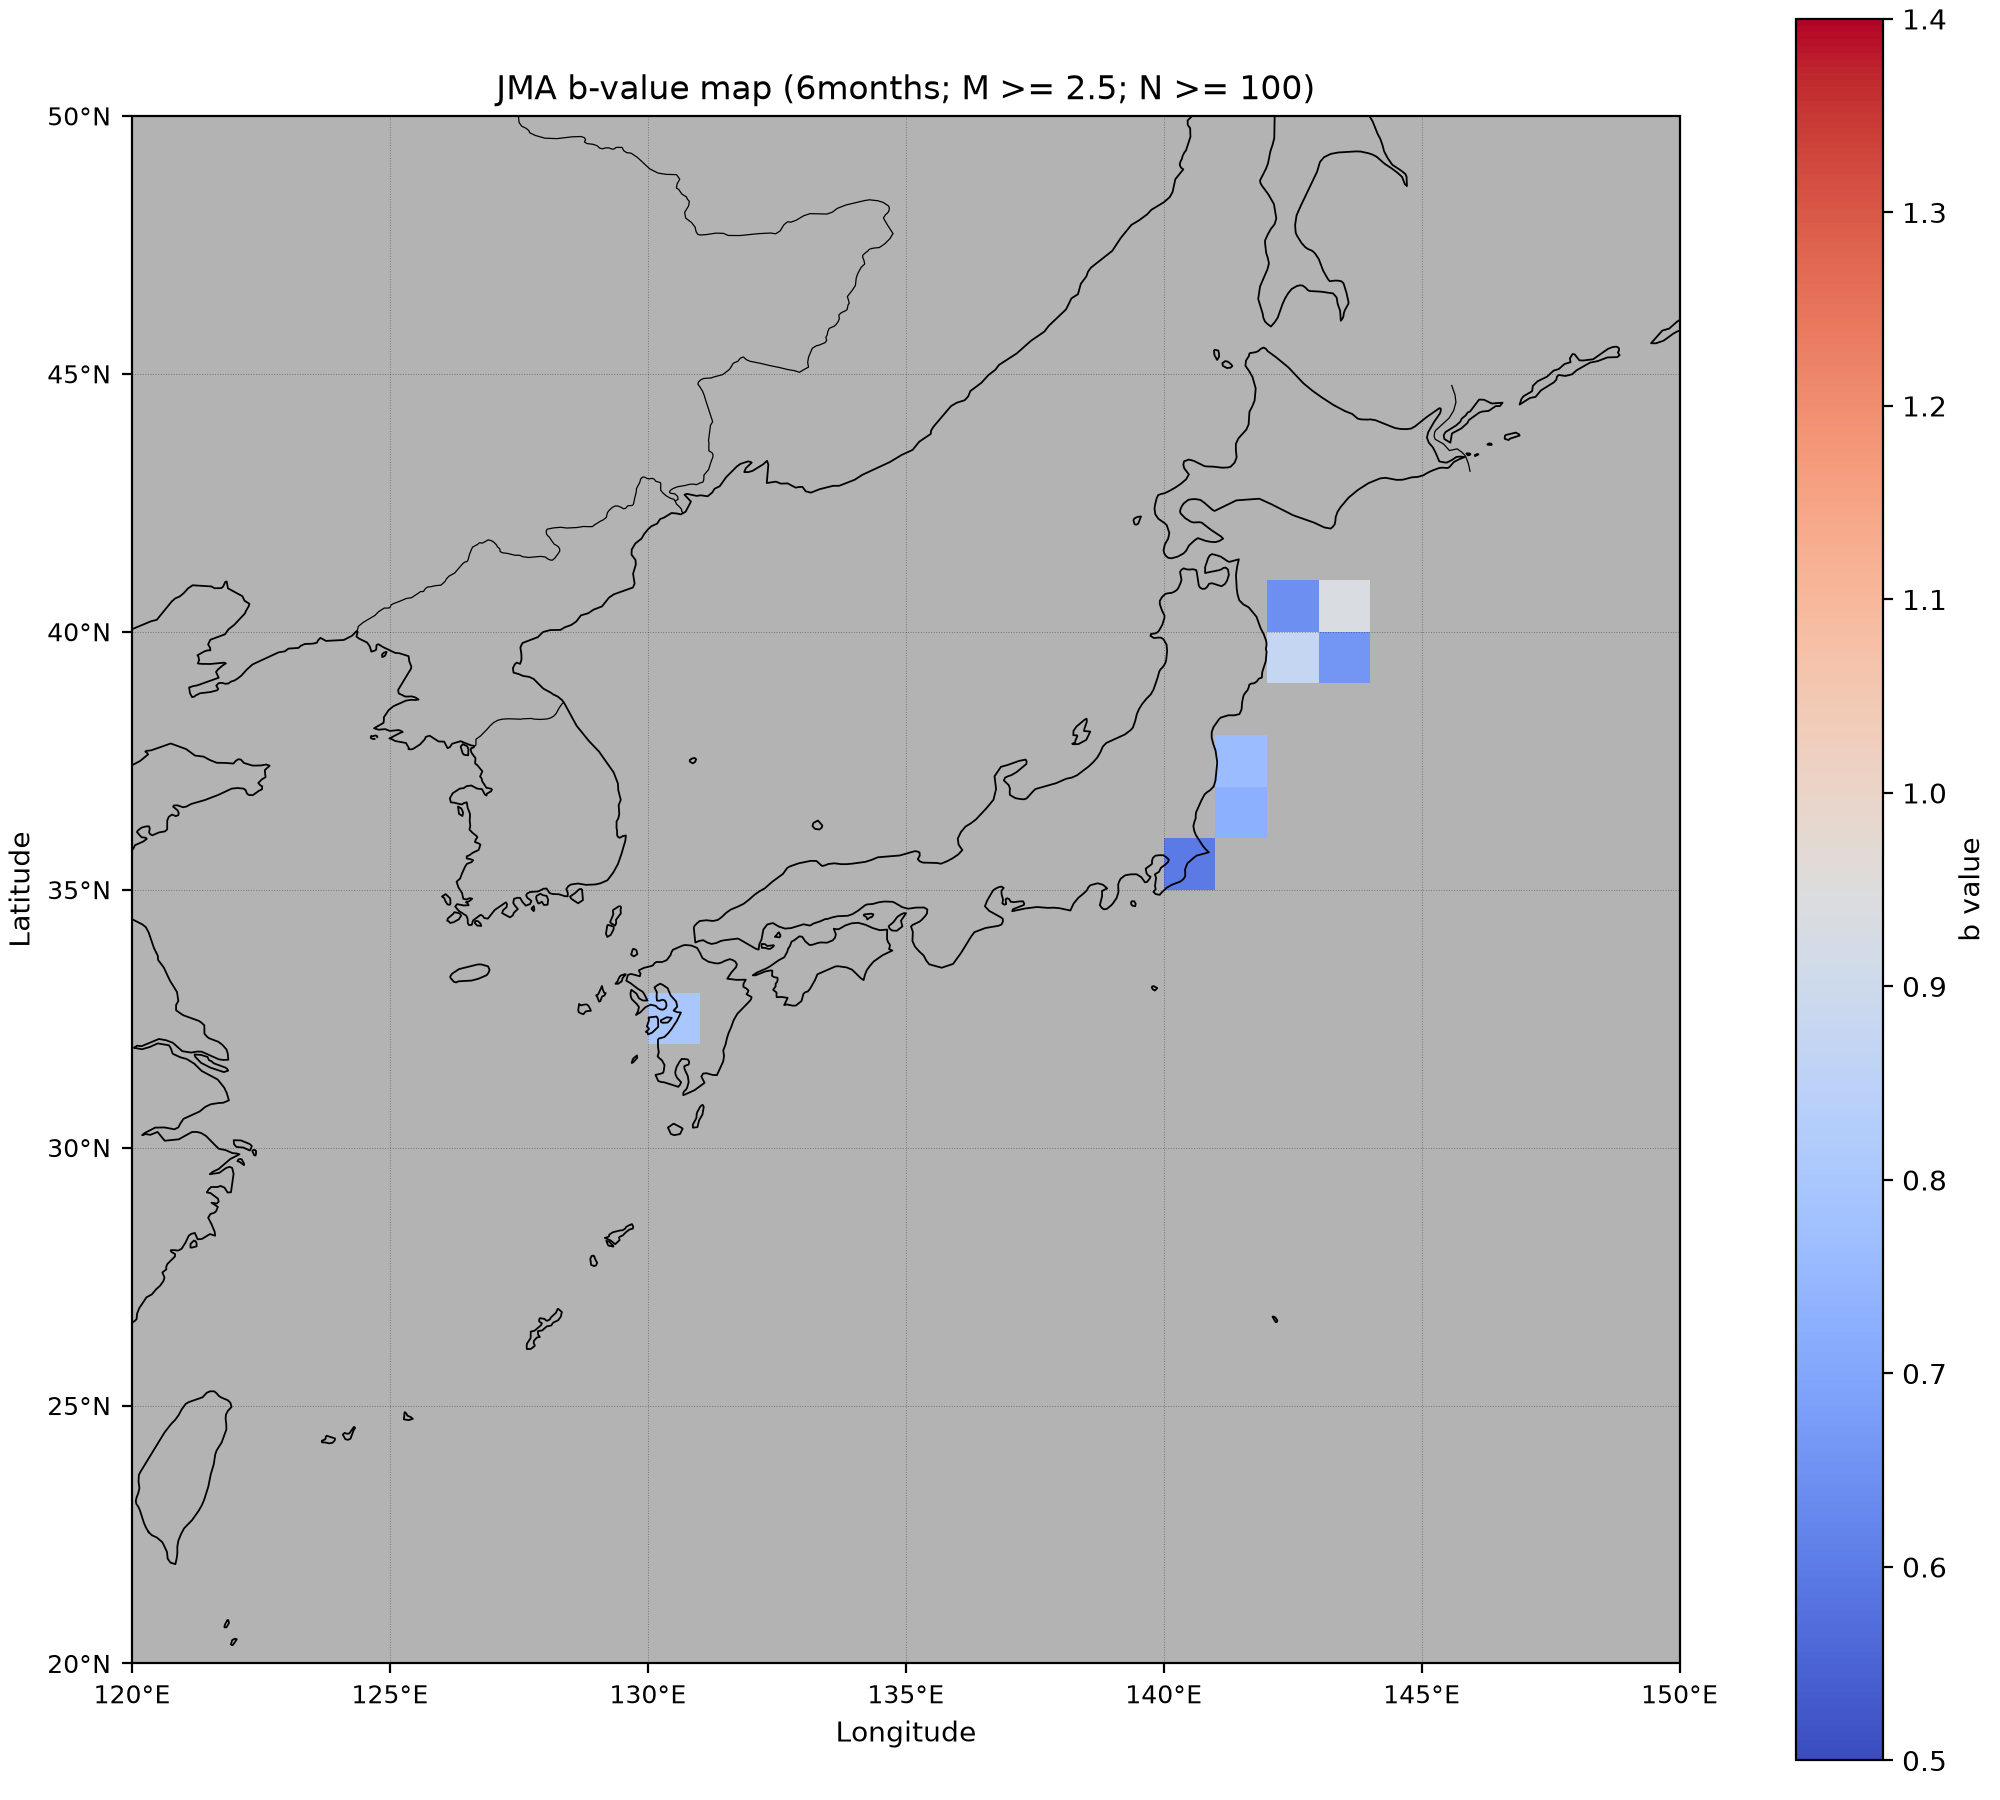 JMA b-value map (6months; M >= 2.5; N >= 100)
50°N
45°N
40°N
35°N
30°N
25°N
20°N
Latitude
120°E
125°E
130°E
135°E
140°E
145°E
150°E
Longitude
1.4
1.3
1.2
1.1
1.0
0.9
0.8
0.7
0.6
0.5
b value